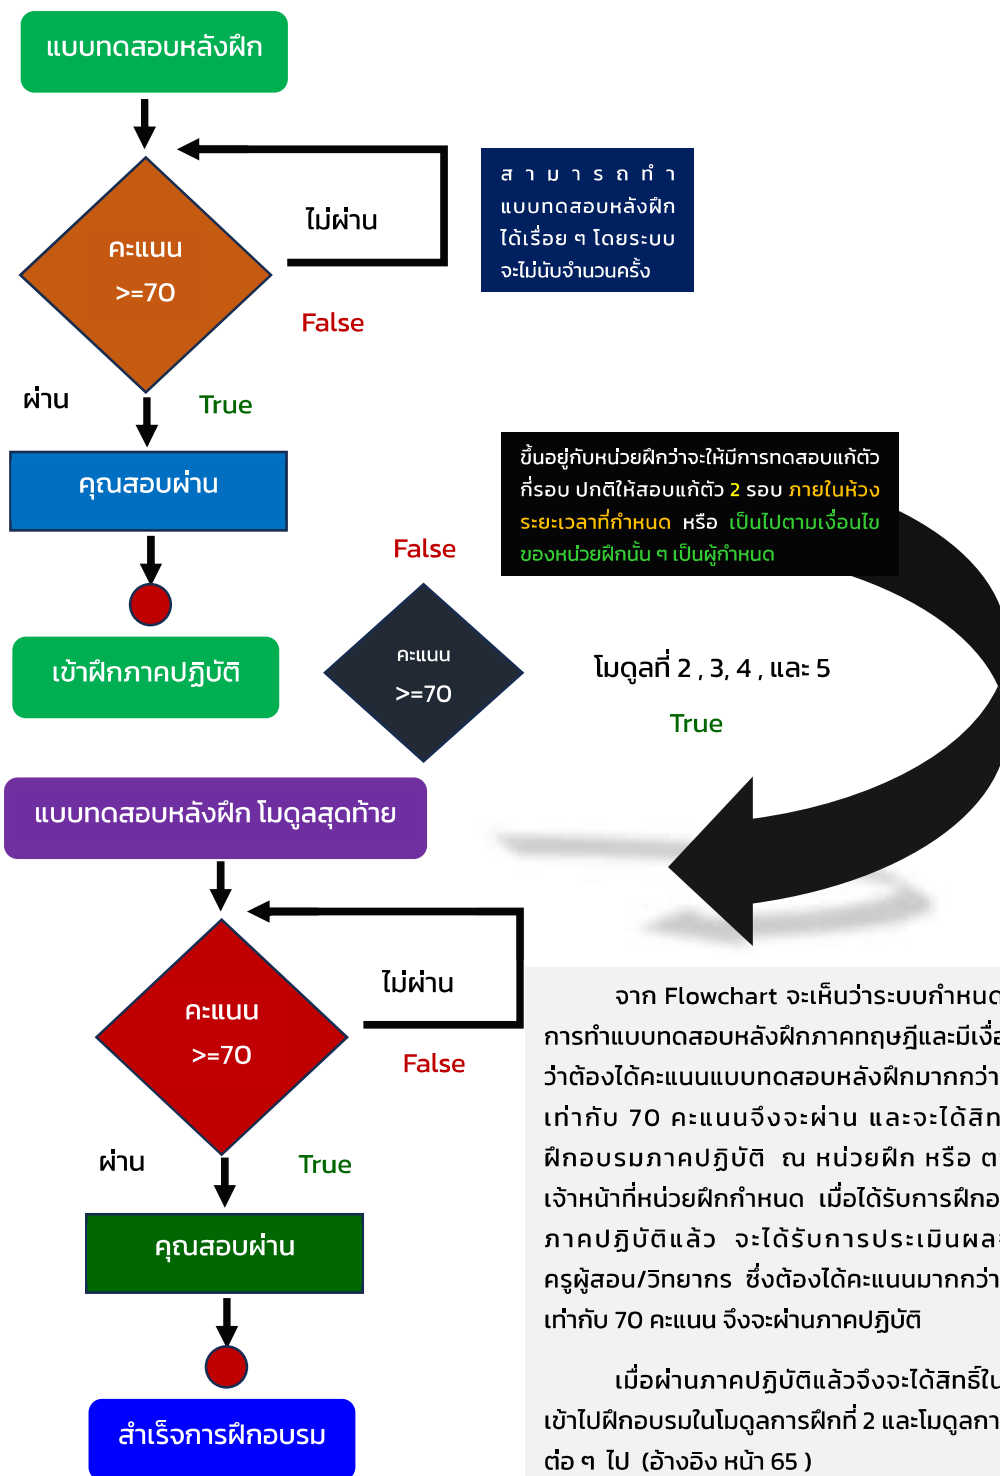 แบบทดสอบหลังฝึก
สามารถทำ
แบบทดสอบหลังฝึก
ได้เรื่อย ๆ โดยระบบ
จะไม่นับจำนวนครั้ง
ไม่ผ่าน
คะแนน
>=70
False
ผ่าน
True
คุณสอบผ่าน
ขึ้นอยู่กับหน่วยฝึกว่าจะให้มีการทดสอบแก้ตัว
กี่รอบ ปกติให้สอบแก้ตัว 2 รอบ ภายในห้วง
ระยะเวลาที่กำหนด หรือ เป็นไปตามเงื่อนไข
ของหน่วยฝึกนั้น ๆ เป็นผู้กำหนด
False
เข้าฝึกภาคปฏิบัติ
คะแนน
>=70
โมดูลที่ 2 , 3, 4 , และ 5
True
แบบทดสอบหลังฝึก โมดูลสุดท้าย
ไม่ผ่าน
คะแนน
>=70
False
ผ่าน
True
คุณสอบผ่าน
สำเร็จการฝึกอบรม
จาก Flowchart จะเห็นว่าระบบกำหนด
การทำแบบทดสอบหลังฝึกภาคทฤษฎีและมีเงื่อ
ว่าต้องได้คะแนนแบบทดสอบหลังฝึกมากกว่า
เท่ากับ 70 คะแนนจึงจะผ่าน และจะได้สิท
ฝึกอบรมภาคปฏิบัติ ณ หน่วยฝึก หรือ ต
เจ้าหน้าที่หน่วยฝึกกำหนด เมื่อได้รับการฝึกอ
ภาคปฏิบัติแล้ว จะได้รับการประเมินผล
ครูผู้สอน/วิทยากร ซึ่งต้องได้คะแนนมากกว่า
เท่ากับ 70 คะแนน จึงจะผ่านภาคปฏิบัติ
เมื่อผ่านภาคปฏิบัติแล้วจึงจะได้สิทธิ์ใน
เข้าไปฝึกอบรมในโมดูลการฝึกที่ 2 และโมดูลกา
ต่อ ๆ ไป (อ้างอิง หน้า 65 )